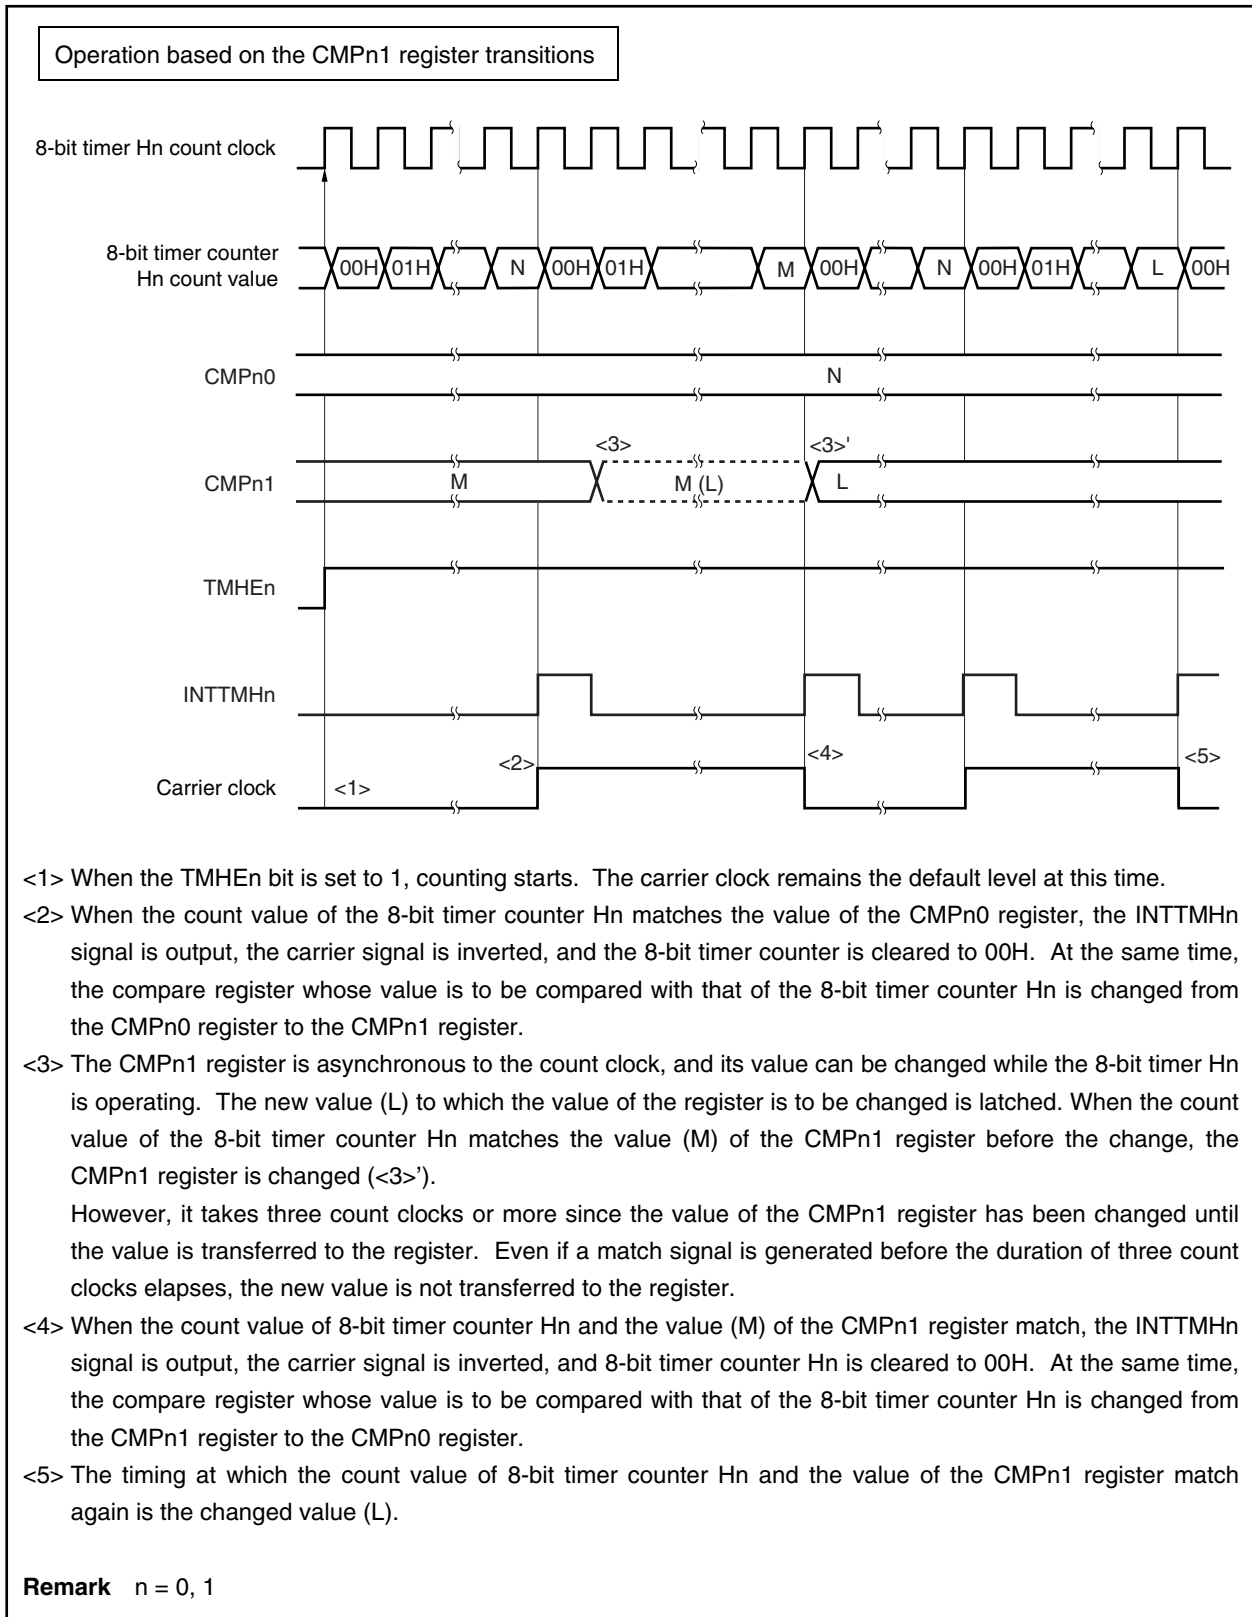 Operation based on the CMPn1 register transitions
8-bit timer Hn count clock
8-bit timer counter
Hn count value
00H 01H N 00H 01H M 00H N 00H 01H L 00H
CMPn0
N
<3> <3>'
CMPn1
M M (L) L
TMHEn
INTTMHn
<2> <4> <5>
Carrier clock
<1>
<1> When the TMHEn bit is set to 1, counting starts. The carrier clock remains the default level at this time.
<2> When the count value of the 8-bit timer counter Hn matches the value of the CMPn0 register, the INTTMHn
signal is output, the carrier signal is inverted, and the 8-bit timer counter is cleared to 00H. At the same time,
the compare register whose value is to be compared with that of the 8-bit timer counter Hn is changed from
the CMPn0 register to the CMPn1 register.
<3> The CMPn1 register is asynchronous to the count clock, and its value can be changed while the 8-bit timer Hn
is operating. The new value (L) to which the value of the register is to be changed is latched. When the count
value of the 8-bit timer counter Hn matches the value (M) of the CMPn1 register before the change, the
CMPn1 register is changed (<3>’).
However, it takes three count clocks or more since the value of the CMPn1 register has been changed until
the value is transferred to the register. Even if a match signal is generated before the duration of three count
clocks elapses, the new value is not transferred to the register.
<4> When the count value of 8-bit timer counter Hn and the value (M) of the CMPn1 register match, the INTTMHn
signal is output, the carrier signal is inverted, and 8-bit timer counter Hn is cleared to 00H. At the same time,
the compare register whose value is to be compared with that of the 8-bit timer counter Hn is changed from
the CMPn1 register to the CMPn0 register.
<5> The timing at which the count value of 8-bit timer counter Hn and the value of the CMPn1 register match
again is the changed value (L).
Remark n = 0, 1